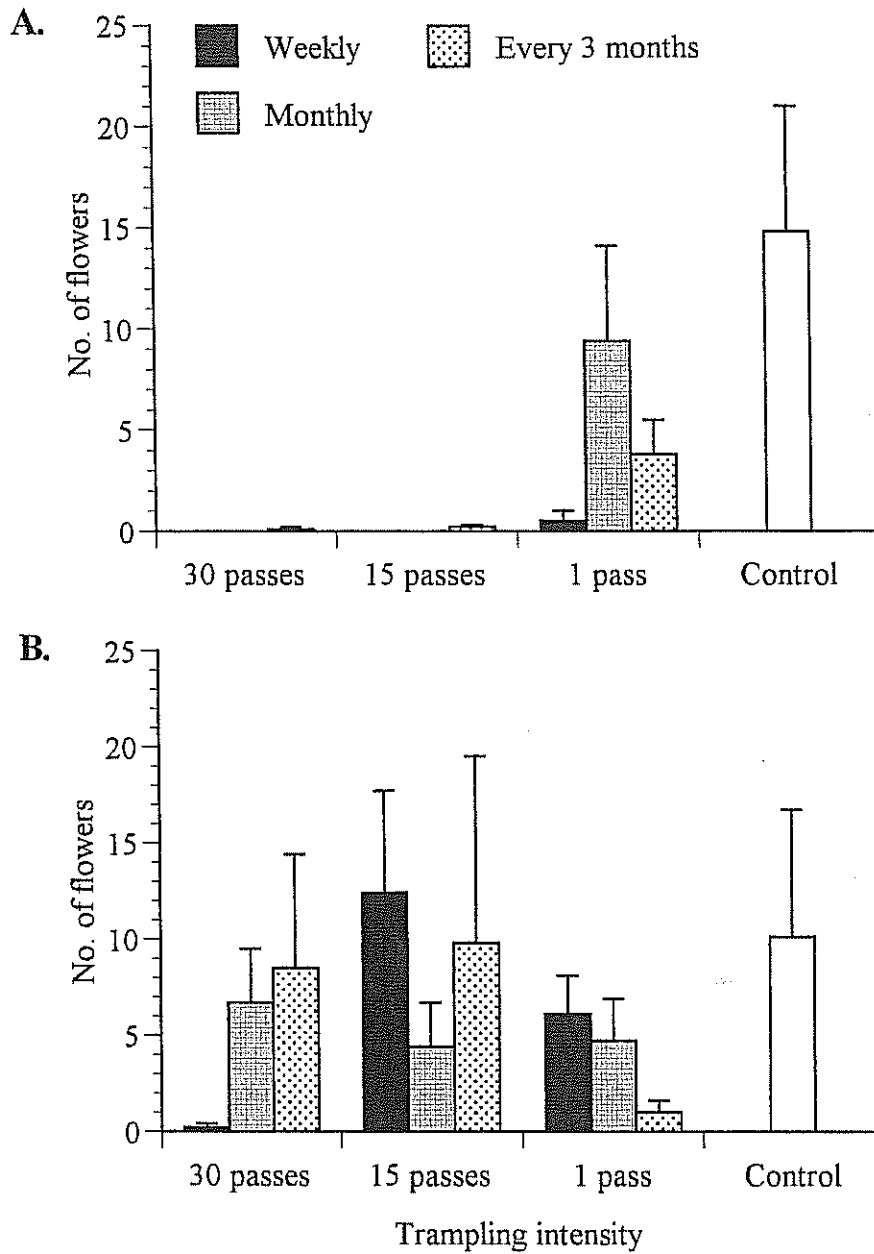 A.
25
20
15
10
5
0
No. of flowers
Weekly
Every 3 months
Monthly
30 passes 15 passes 1 pass Control
B.
25
20
15
10
5
0
No. of flowers
30 passes 15 passes 1 pass Control
Trampling intensity